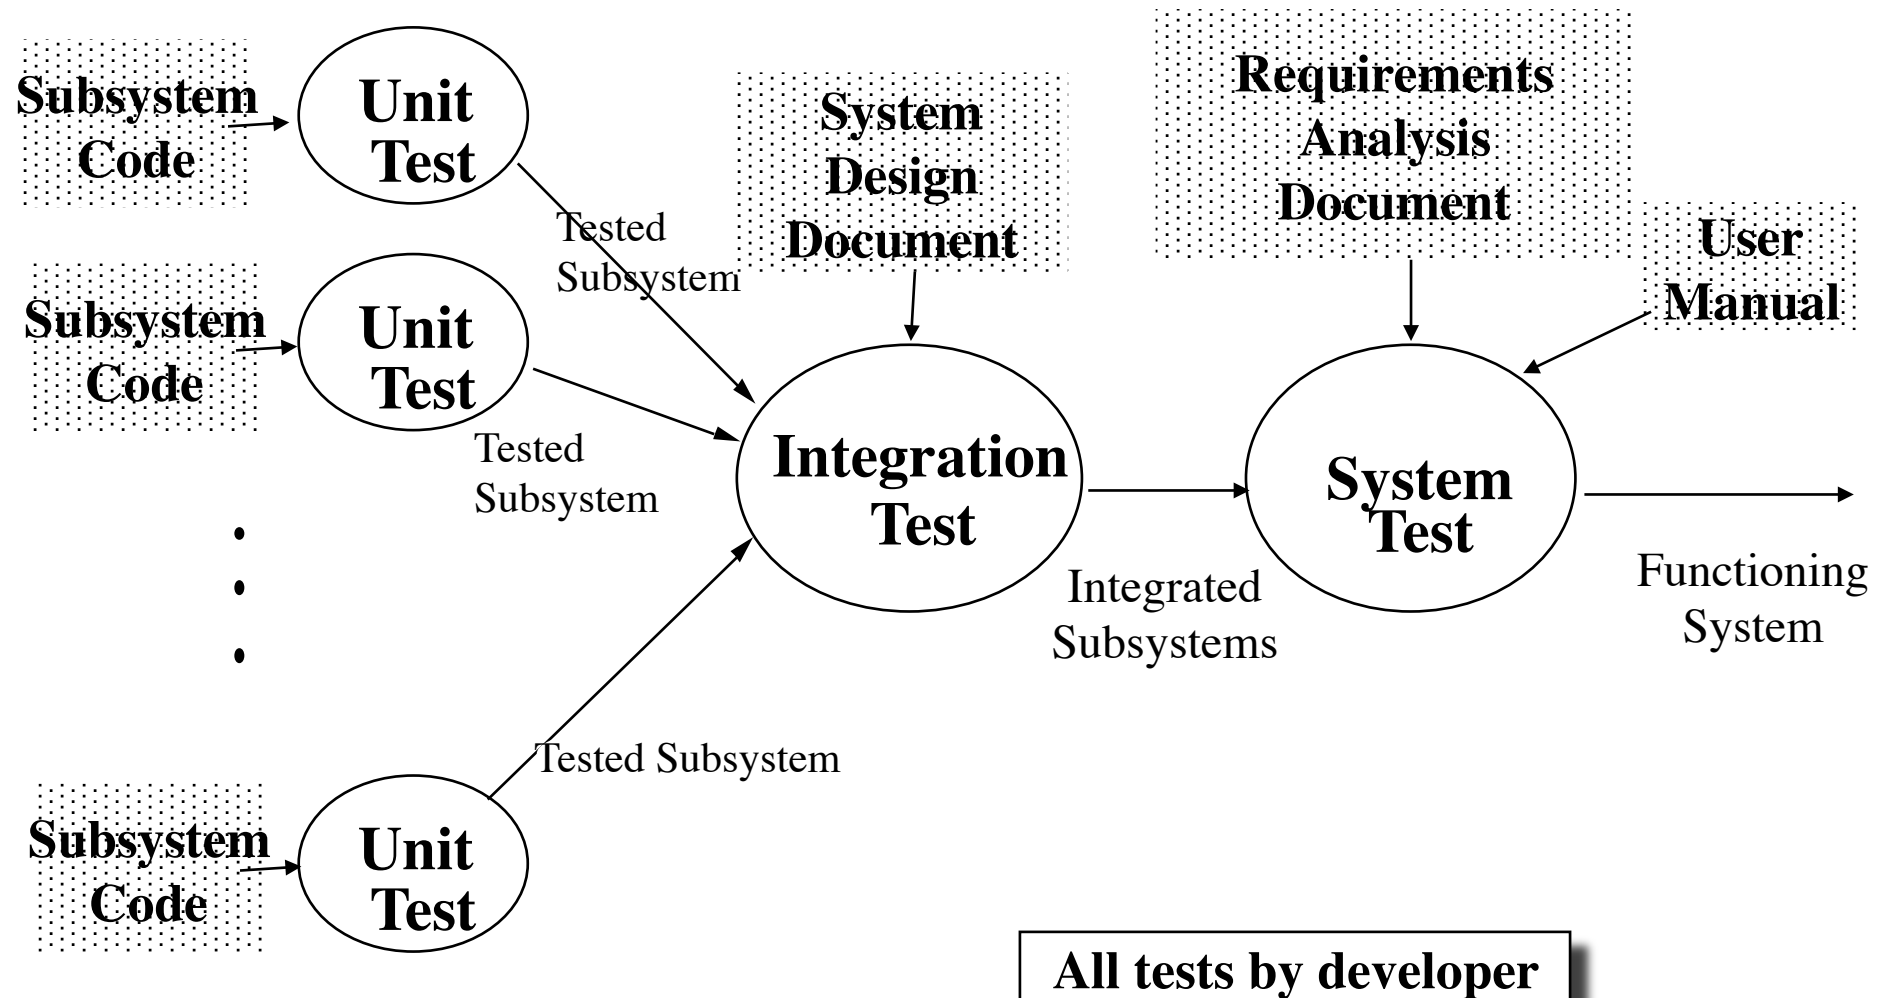 Subsystem
Code
Unit
Test
Tested
Subsystem
System
Design
Document
Requirements
Analysis
Document
User
Manual
Subsystem
Code
Unit
Test
Tested
Subsystem
Integration
Test
Integrated
Subsystems
System
Test
Functioning
System
Tested Subsystem
Subsystem
Code
Unit
Test
All tests by developer